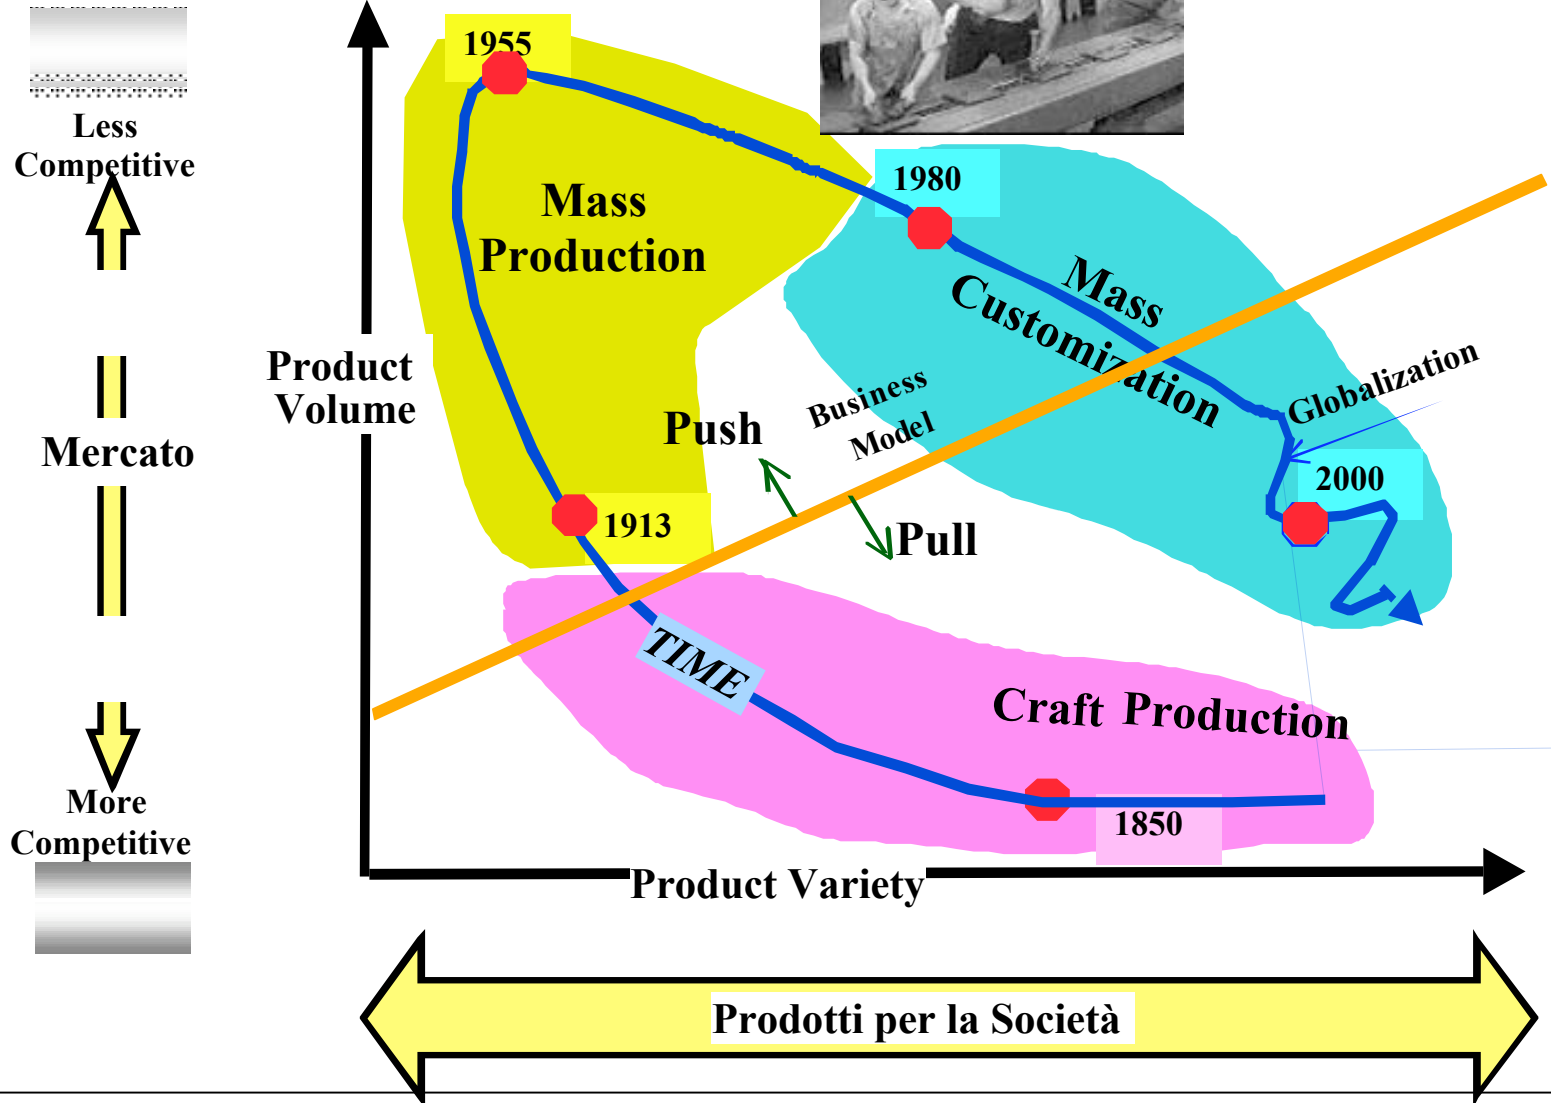 1955
Less
Competitive
1980
Mass
Production
Mass
Customization
Product
Volume
Business
Model
Globalization
Push
Mercato
2000
1913
Pull
TIME
Craft Production
More
Competitive
1850
Product Variety
Prodotti per la Società